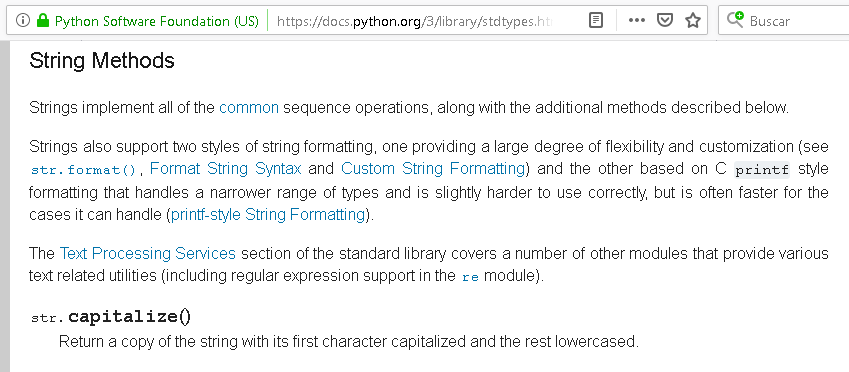 Python Software Foundation (US) https://docs.python.org/3/library/stdtypes.ht Buscar
String Methods
Strings implement all of the common sequence operations, along with the additional methods described below.
Strings also support two styles of string formatting, one providing a large degree of flexibility and customization (see
str.format(), Format String Syntax and Custom String Formatting) and the other based on C printf style
formatting that handles a narrower range of types and is slightly harder to use correctly, but is often faster for the
cases it can handle (printf-style String Formatting).
The Text Processing Services section of the standard library covers a number of other modules that provide various
text related utilities (including regular expression support in the re module).
str.capitalize()
Return a copy of the string with its first character capitalized and the rest lowercased.